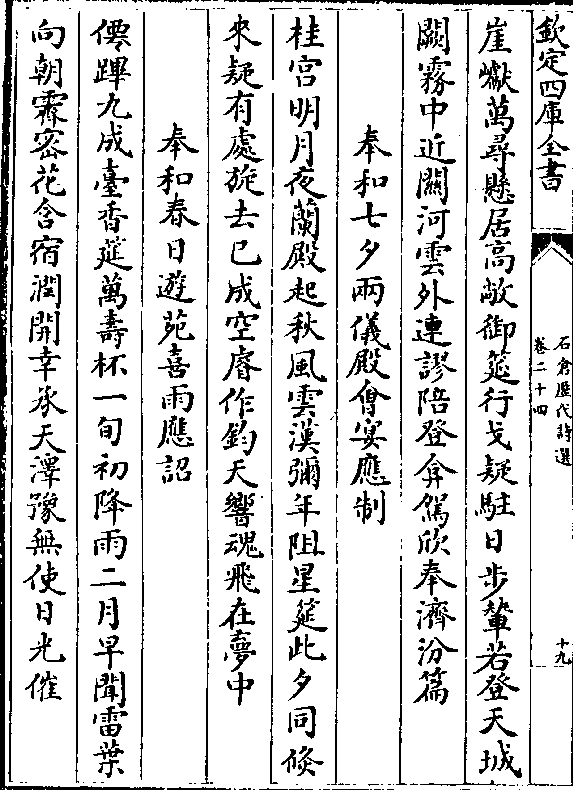 欽定四庫全書
石倉歷代詩選
卷二十四
十九
崖巘萬尋懸居高敞御筵行戈疑駐日步輦若登天城
闕霧中近關河雲外連謬陪登弇駕欣奉濟汾篇
奉和七夕兩儀殿會宴應制
桂宫明月夜蘭殿起秋風雲漢彌年阻星筵此夕同倐
來疑有處旋去已成空睿作鈞天響魂飛在夢中
奉和春日遊苑喜雨應詔
僊蹕九成臺香筵萬壽杯一旬初降雨二月早聞雷葉
向朝霽密花含宿潤開幸承天澤豫無使日光催